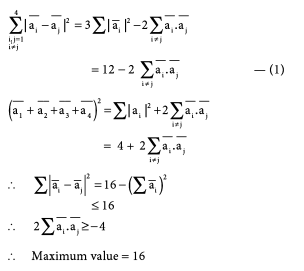 4
∑ |a̅ᵢ − a̅ⱼ|² = 3∑|a̅ᵢ|² − 2∑ a̅ᵢ.a̅ⱼ
i,j=1
i≠j i≠j
= 12 − 2 ∑ a̅ᵢ.a̅ⱼ — (1)
i≠j
(a̅₁ + a̅₂ + a̅₃ + a̅₄)² = ∑|aᵢ|² + 2∑ a̅ᵢ.a̅ⱼ
i≠j
= 4 + 2∑ a̅ᵢ.a̅ⱼ
i≠j
∴ ∑|a̅ᵢ − a̅ⱼ|² = 16 − (∑ a̅ᵢ)²
≤ 16
∴ 2∑ a̅ᵢ.a̅ⱼ ≥ −4
∴ Maximum value = 16